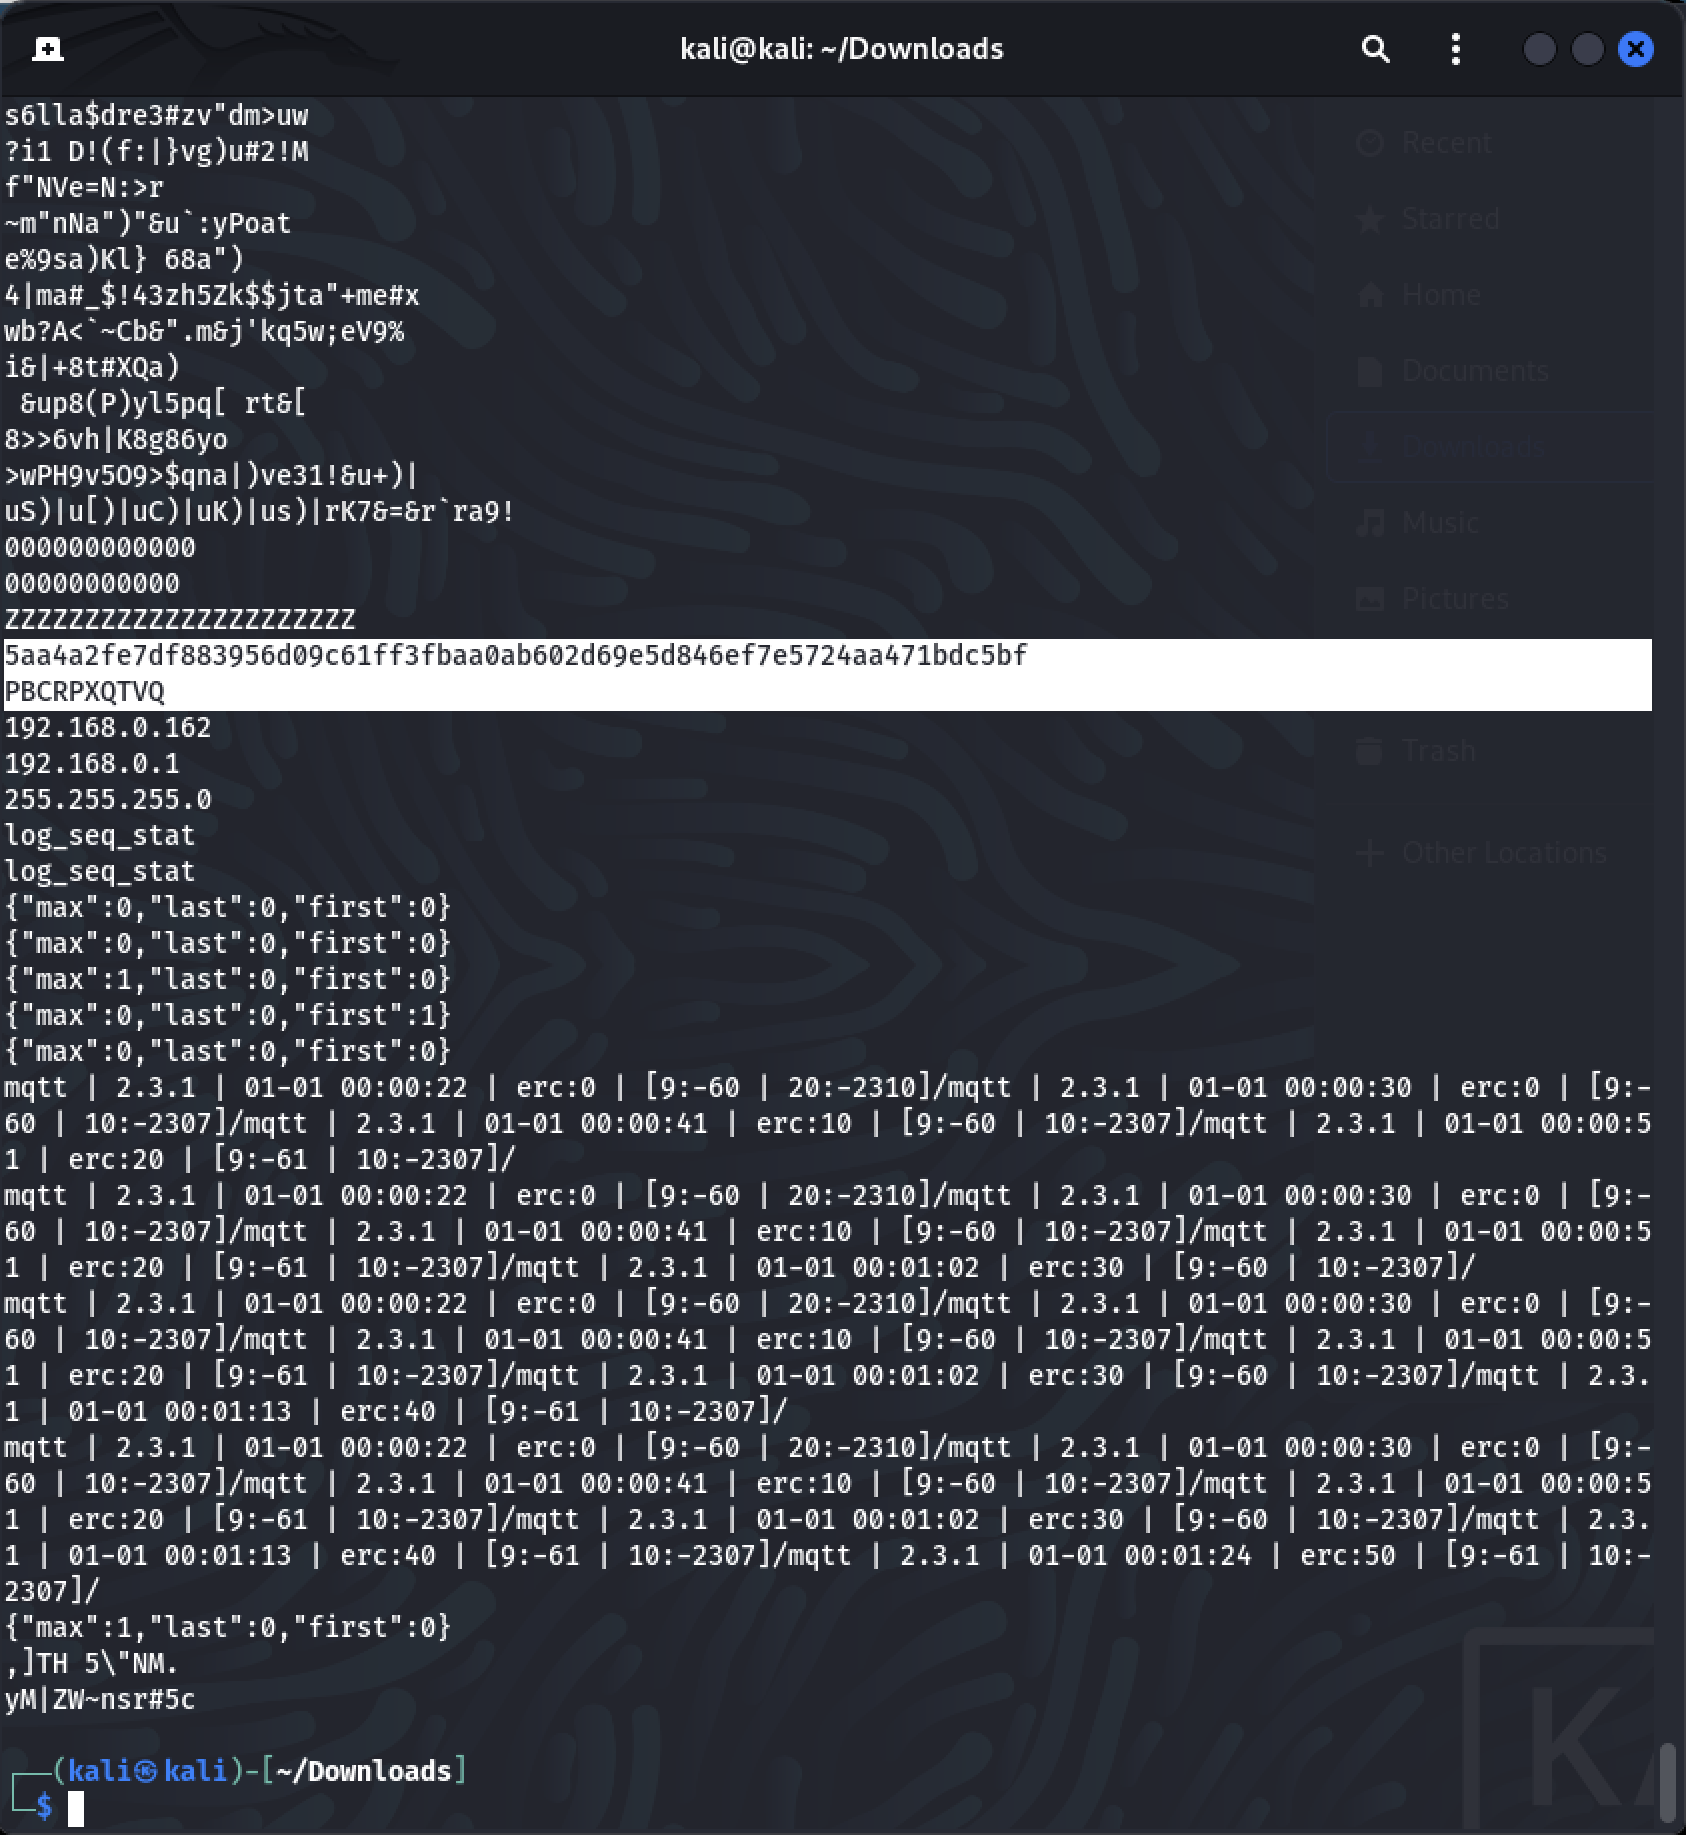 kali@kali: ~/Downloads
s6lla$dre3#zv"dm>uw
?i1 D!(f:|}vg)u#2!M
f"NVe=N:>r
~m"nNa")"&u`:yPoat
e%9sa)Kl} 68a")
4|ma#_$!43zh5Zk$$jta"+me#x
wb?A<`~Cb&".m&j'kq5w;eV9%
i&|+8t#XQa)
 &up8(P)yl5pq[ rt&[
8>>6vh|K8g86yo
>wPH9v5O9>$qna|)ve31!&u+)|
uS)|u[)|uC)|uK)|us)|rK7&=&r`ra9!
000000000000
00000000000
ZZZZZZZZZZZZZZZZZZZZZZ
5aa4a2fe7df883956d09c61ff3fbaa0ab602d69e5d846ef7e5724aa471bdc5bf
PBCRPXQTVQ
192.168.0.162
192.168.0.1
255.255.255.0
log_seq_stat
log_seq_stat
{"max":0,"last":0,"first":0}
{"max":0,"last":0,"first":0}
{"max":1,"last":0,"first":0}
{"max":0,"last":0,"first":1}
{"max":0,"last":0,"first":0}
mqtt | 2.3.1 | 01-01 00:00:22 | erc:0 | [9:-60 | 20:-2310]/mqtt | 2.3.1 | 01-01 00:00:30 | erc:0 | [9:-
60 | 10:-2307]/mqtt | 2.3.1 | 01-01 00:00:41 | erc:10 | [9:-60 | 10:-2307]/mqtt | 2.3.1 | 01-01 00:00:5
1 | erc:20 | [9:-61 | 10:-2307]/
mqtt | 2.3.1 | 01-01 00:00:22 | erc:0 | [9:-60 | 20:-2310]/mqtt | 2.3.1 | 01-01 00:00:30 | erc:0 | [9:-
60 | 10:-2307]/mqtt | 2.3.1 | 01-01 00:00:41 | erc:10 | [9:-60 | 10:-2307]/mqtt | 2.3.1 | 01-01 00:00:5
1 | erc:20 | [9:-61 | 10:-2307]/mqtt | 2.3.1 | 01-01 00:01:02 | erc:30 | [9:-60 | 10:-2307]/
mqtt | 2.3.1 | 01-01 00:00:22 | erc:0 | [9:-60 | 20:-2310]/mqtt | 2.3.1 | 01-01 00:00:30 | erc:0 | [9:-
60 | 10:-2307]/mqtt | 2.3.1 | 01-01 00:00:41 | erc:10 | [9:-60 | 10:-2307]/mqtt | 2.3.1 | 01-01 00:00:5
1 | erc:20 | [9:-61 | 10:-2307]/mqtt | 2.3.1 | 01-01 00:01:02 | erc:30 | [9:-60 | 10:-2307]/mqtt | 2.3.
1 | 01-01 00:01:13 | erc:40 | [9:-61 | 10:-2307]/
mqtt | 2.3.1 | 01-01 00:00:22 | erc:0 | [9:-60 | 20:-2310]/mqtt | 2.3.1 | 01-01 00:00:30 | erc:0 | [9:-
60 | 10:-2307]/mqtt | 2.3.1 | 01-01 00:00:41 | erc:10 | [9:-60 | 10:-2307]/mqtt | 2.3.1 | 01-01 00:00:5
1 | erc:20 | [9:-61 | 10:-2307]/mqtt | 2.3.1 | 01-01 00:01:02 | erc:30 | [9:-60 | 10:-2307]/mqtt | 2.3.
1 | 01-01 00:01:13 | erc:40 | [9:-61 | 10:-2307]/mqtt | 2.3.1 | 01-01 00:01:24 | erc:50 | [9:-61 | 10:-
2307]/
{"max":1,"last":0,"first":0}
,]TH 5\"NM.
yM|ZW~nsr#5c
┌──(kali㉿kali)-[~/Downloads]
└─$
Recent
Starred
Home
Documents
Downloads
Music
Pictures
Trash
Other Locations
KA